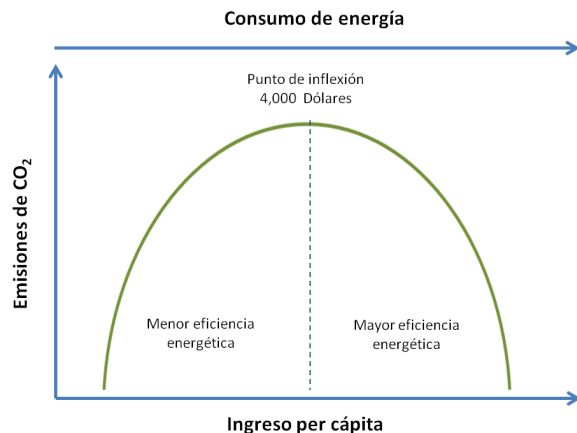 Consumo de energía
Punto de inflexión
4,000 Dólares
Emisiones de CO₂
Menor eficiencia
energética
Mayor eficiencia
energética
Ingreso per cápita